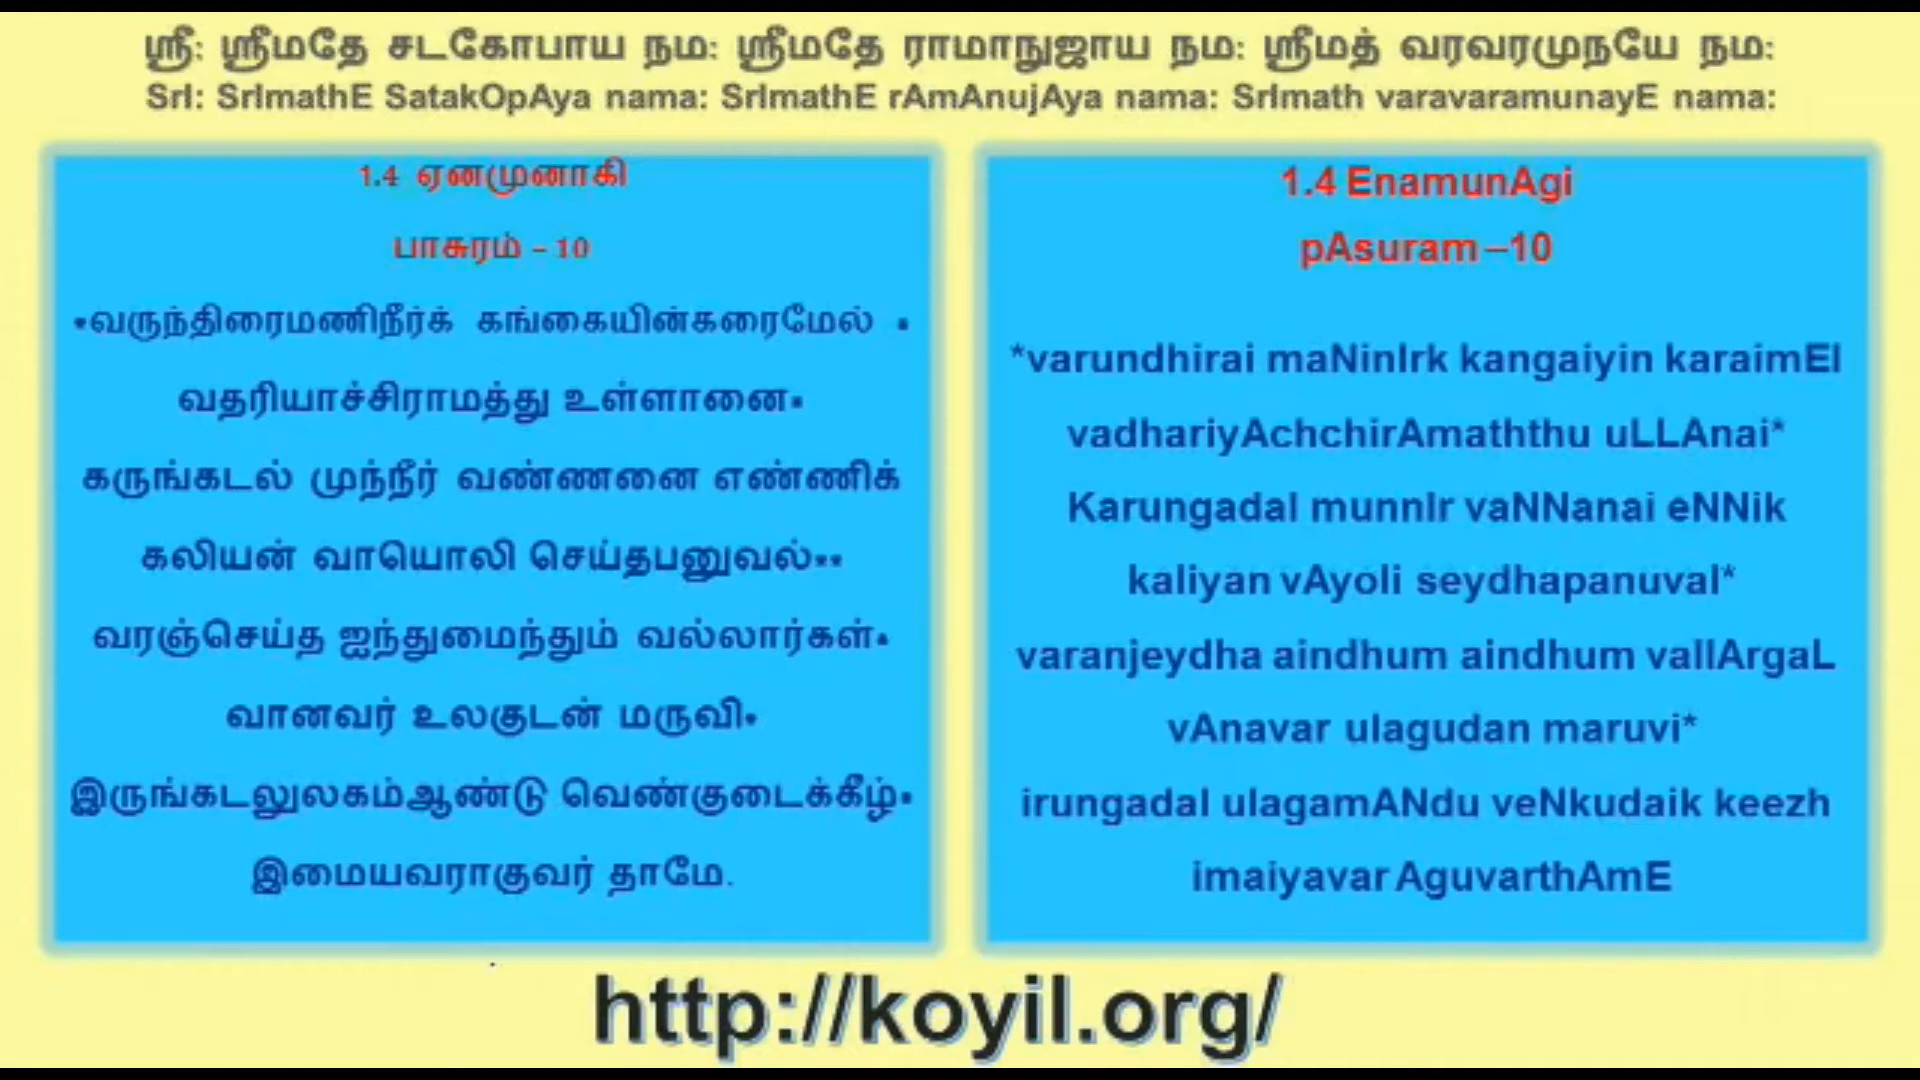 ஸ்ரீ: ஸ்ரீமதே சடகோபாய நம: ஸ்ரீமதே ராமாநுஜாய நம: ஸ்ரீமத் வரவரமுநயே நம:
SrI: SrImathE SatakOpAya nama: SrImathE rAmAnujAya nama: SrImath varavaramunayE nama:
1.4 ஏனமுனாகி
பாசுரம் – 10
*வருந்திரைமணிநீர்க் கங்கையின்கரைமேல் *
வதரியாச்சிராமத்து உள்ளானை*
கருங்கடல் முந்நீர் வண்ணனை எண்ணிக்
கலியன் வாயொலி செய்தபனுவல்**
வரஞ்செய்த ஐந்துமைந்தும் வல்லார்கள்*
வானவர் உலகுடன் மருவி*
இருங்கடலுலகம்ஆண்டு வெண்குடைக்கீழ்*
இமையவராகுவர் தாமே.
1.4 EnamunAgi
pAsuram –10
*varundhirai maNinIrk kangaiyin karaimEl
vadhariyAchchirAmaththu uLLAnai*
Karungadal munnIr vaNNanai eNNik
kaliyan vAyoli seydhapanuval*
varanjeydha aindhum aindhum vallArgaL
vAnavar ulagudan maruvi*
irungadal ulagamANdu veNkudaik keezh
imaiyavar AguvarthAmE
http://koyil.org/